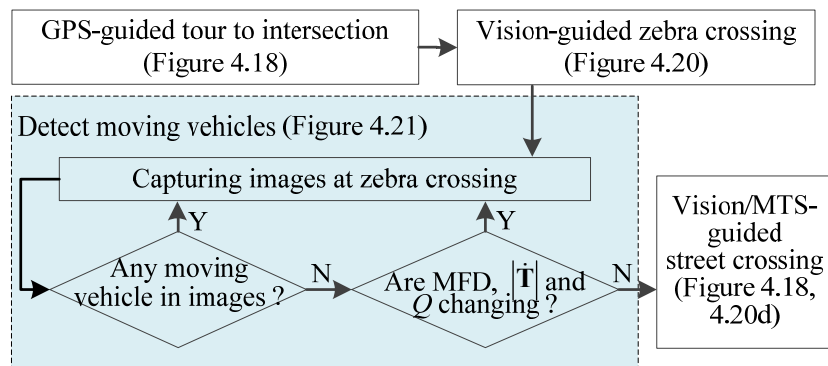 GPS-guided tour to intersection
(Figure 4.18)
Vision-guided zebra crossing
(Figure 4.20)
Detect moving vehicles (Figure 4.21)
Capturing images at zebra crossing
Y
Y
Any moving
vehicle in images ?
N
Are MFD, |Ṫ| and
Q changing ?
N
Vision/MTS-
guided
street crossing
(Figure 4.18,
4.20d)